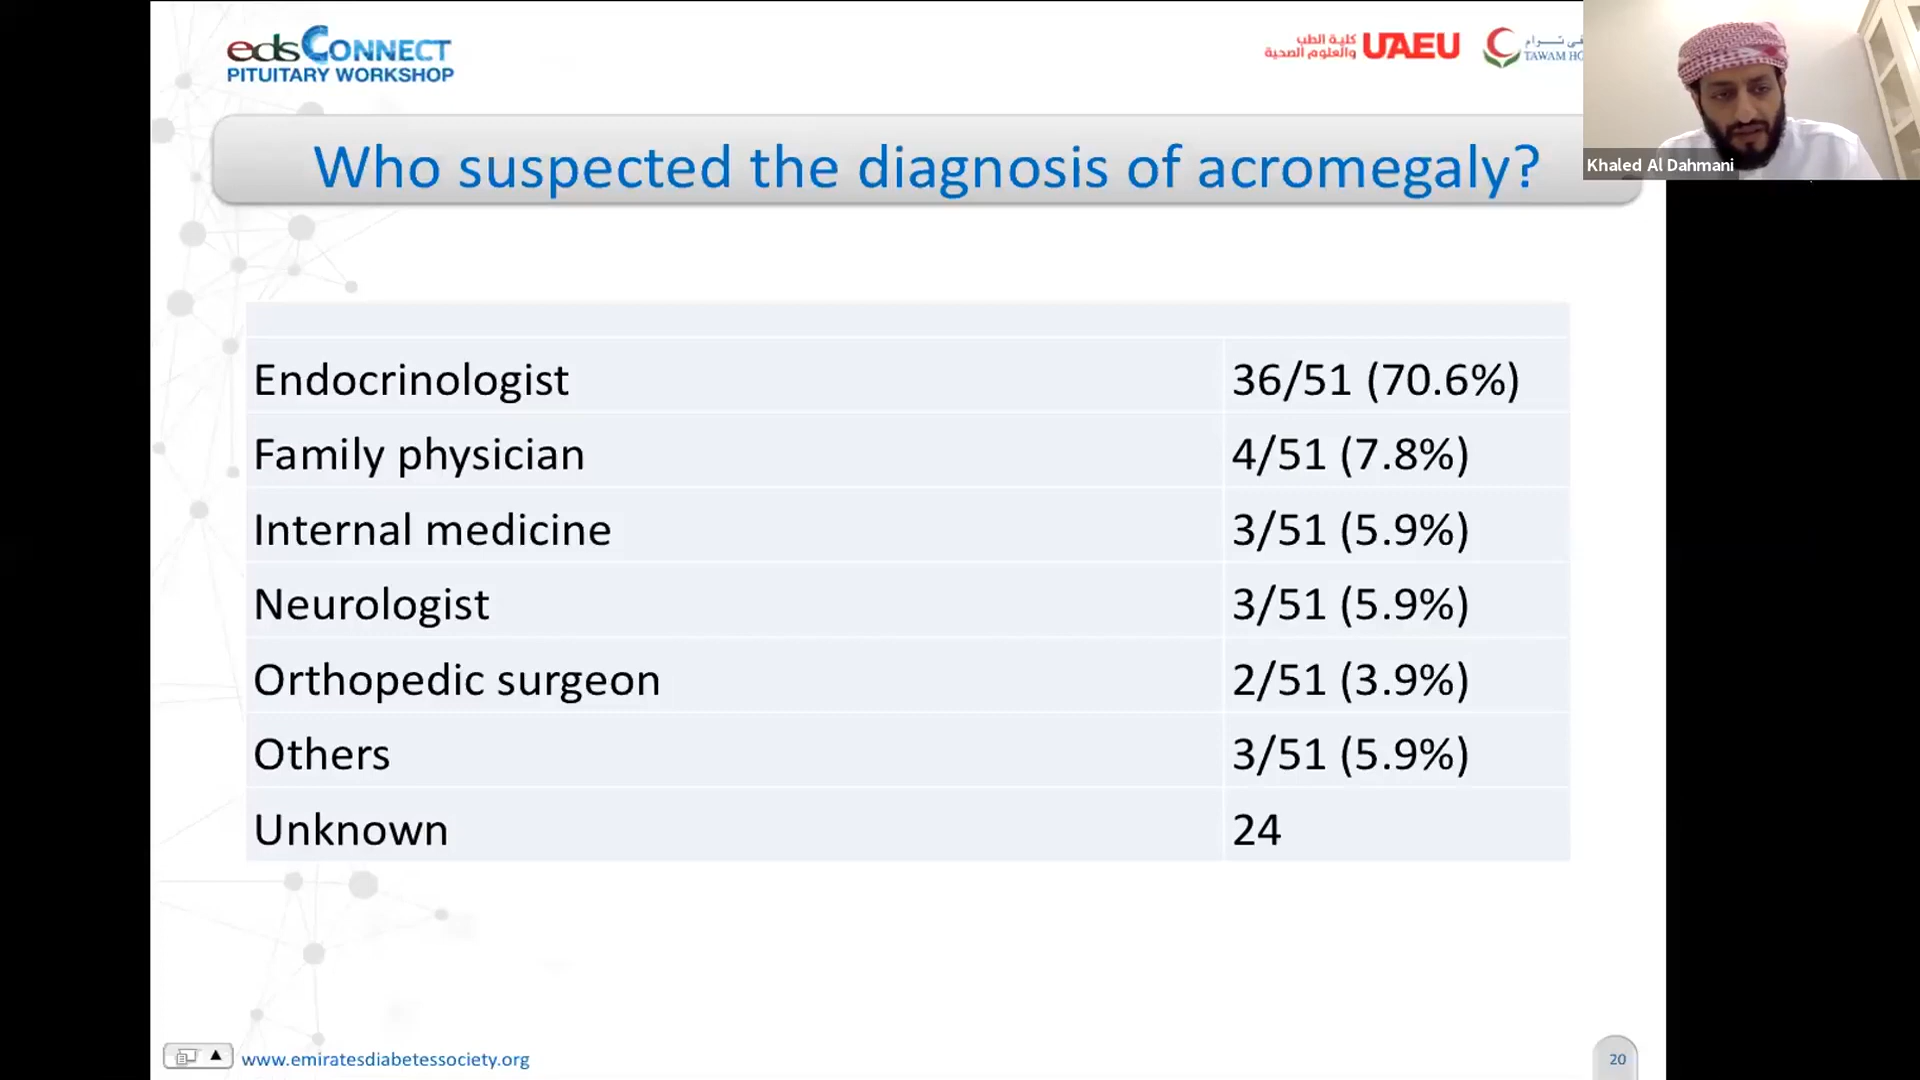 eds CONNECT
PITUITARY WORKSHOP
كلية الطب
والعلوم الصحية
UAEU
TAWAM
Khaled Al Dahmani
Who suspected the diagnosis of acromegaly?
Endocrinologist 36/51 (70.6%)
Family physician 4/51 (7.8%)
Internal medicine 3/51 (5.9%)
Neurologist 3/51 (5.9%)
Orthopedic surgeon 2/51 (3.9%)
Others 3/51 (5.9%)
Unknown 24
www.emiratesdiabetessociety.org
20